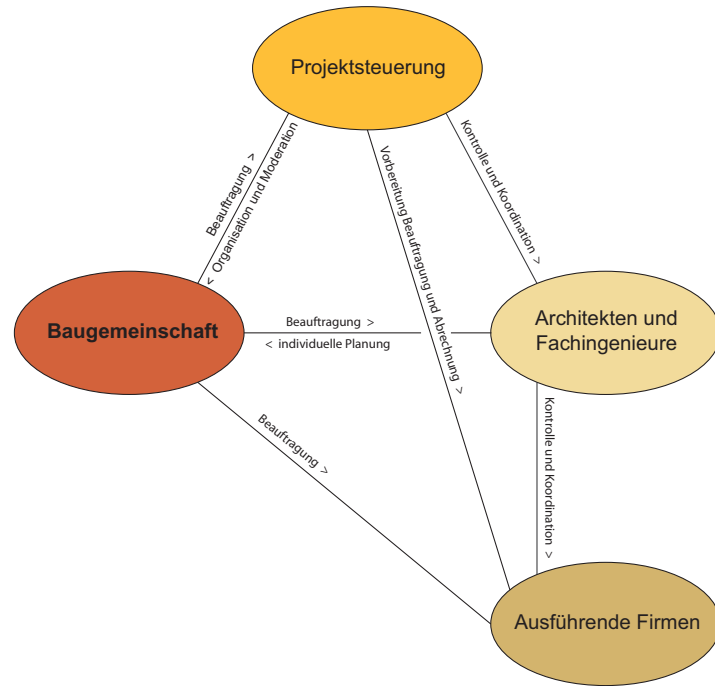 Projektsteuerung
Beauftragung >
< Organisation und Moderation
Vorbereitung Beauftragung und Abrechnung >
Kontrolle und Koordination >
Baugemeinschaft
Beauftragung >
< individuelle Planung
Architekten und
Fachingenieure
Beauftragung >
Kontrolle und Koordination >
Ausführende Firmen